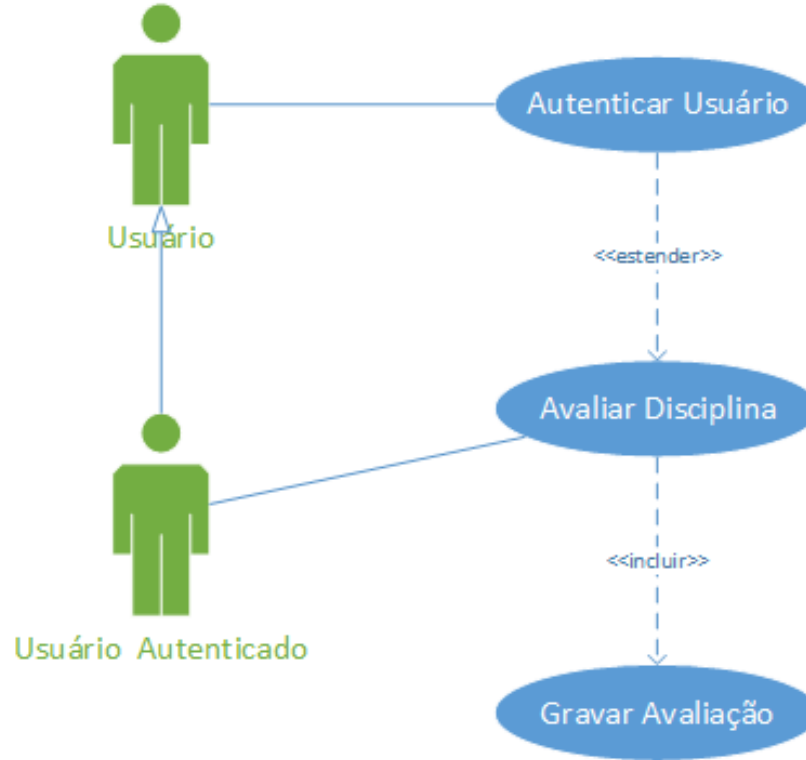 Autenticar Usuário
Usuário
<<estender>>
Avaliar Disciplina
<<incluir>>
Usuário Autenticado
Gravar Avaliação